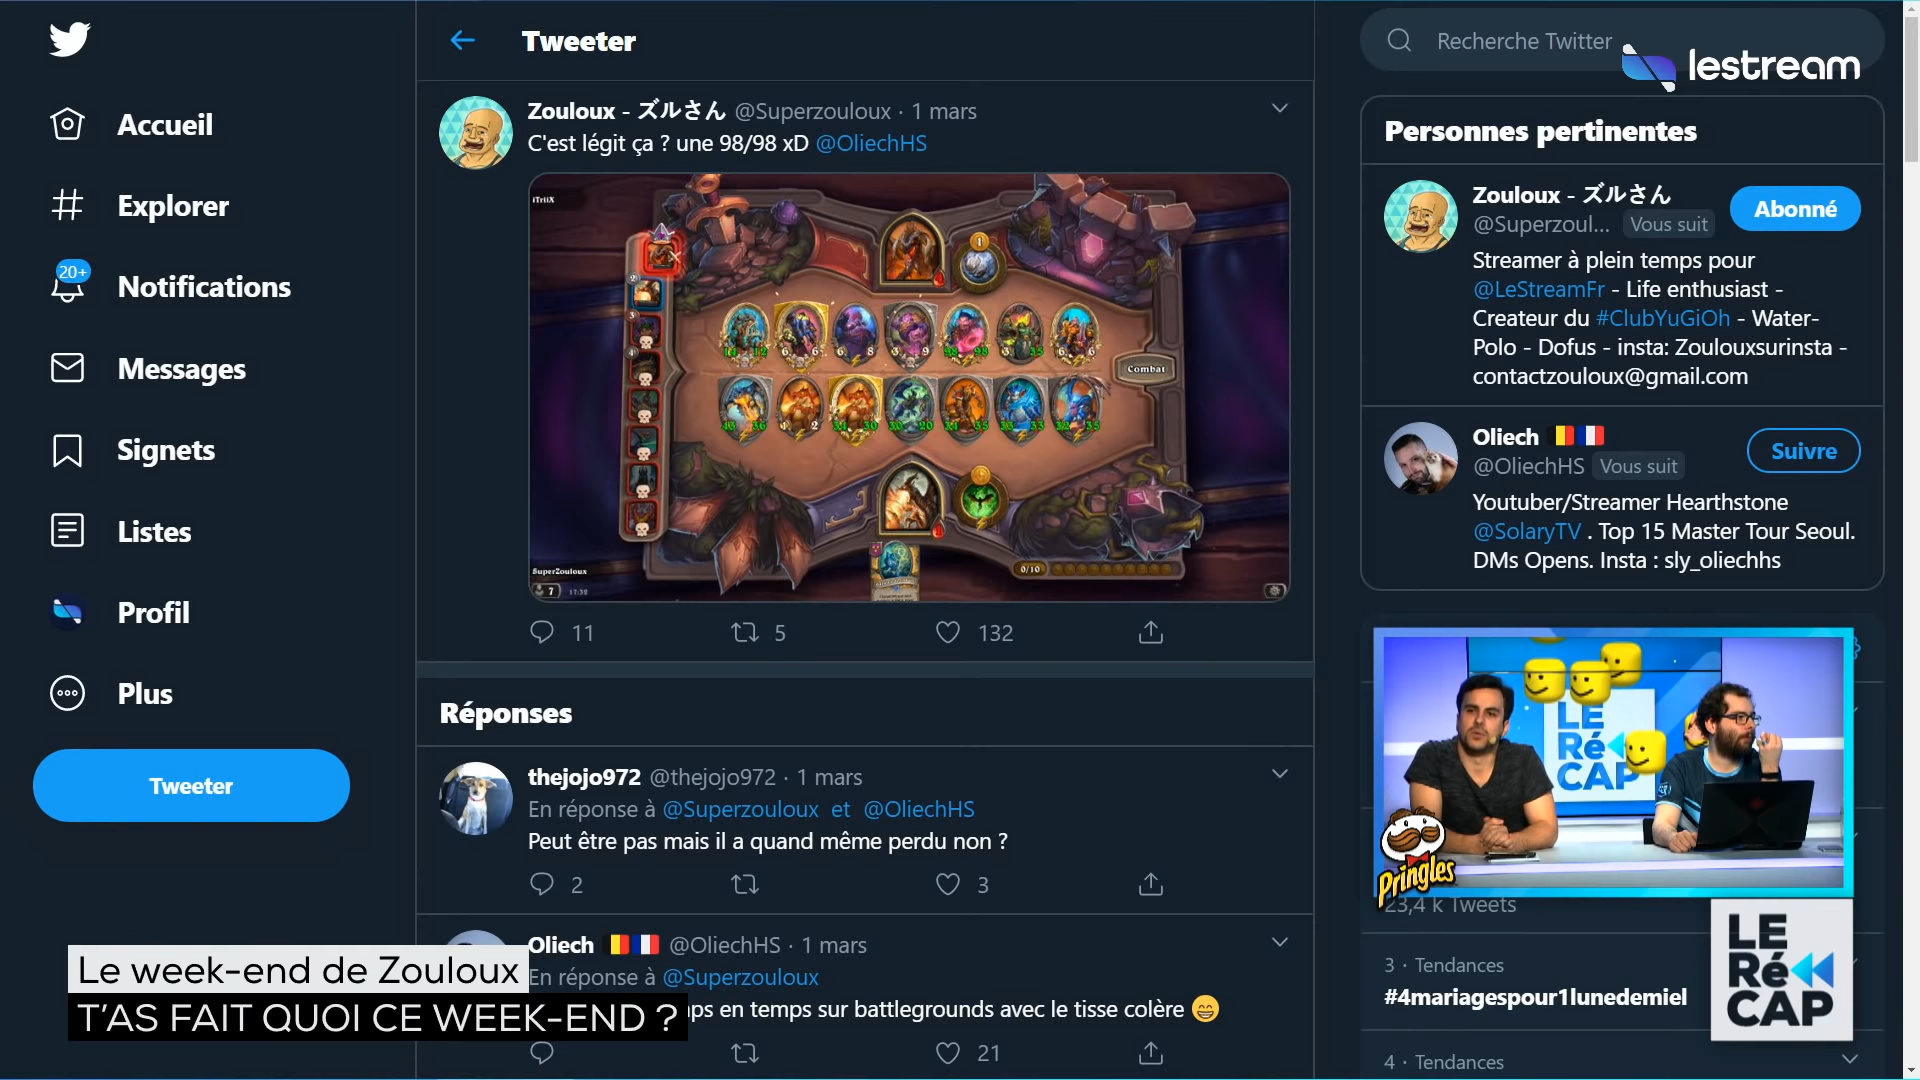 Accueil
Explorer
20+
Notifications
Messages
Signets
Listes
Profil
Plus
Tweeter
Tweeter
Zouloux - ズルさん @Superzouloux · 1 mars
C'est légit ça ? une 98/98 xD @OliechHS
iTriiX
Combat
SuperZouloux
0/10
7
17:38
11
5
132
Réponses
thejojo972 @thejojo972 · 1 mars
En réponse à @Superzouloux et @OliechHS
Peut être pas mais il a quand même perdu non ?
2
3
Oliech @OliechHS · 1 mars
En réponse à @Superzouloux
ps en temps sur battlegrounds avec le tisse colère
21
Le week-end de Zouloux
T'AS FAIT QUOI CE WEEK-END ?
Recherche Twitter
lestream
Personnes pertinentes
Zouloux - ズルさん
@Superzoul... Vous suit
Abonné
Streamer à plein temps pour
@LeStreamFr - Life enthusiast -
Createur du #ClubYuGiOh - Water-
Polo - Dofus - insta: Zoulouxsurinsta -
contactzouloux@gmail.com
Oliech
@OliechHS Vous suit
Suivre
Youtuber/Streamer Hearthstone
@SolaryTV . Top 15 Master Tour Seoul.
DMs Opens. Insta : sly_oliechhs
LE
Ré
CAP
Pringles
23,4 k Tweets
3 · Tendances
#4mariagespour1lunedemiel
4 · Tendances
LE
Ré
CAP